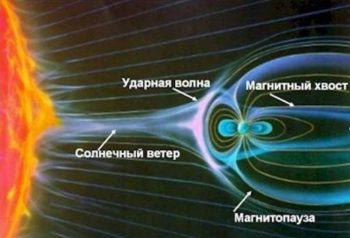 Ударная волна
Магнитный хвост
Солнечный ветер
Магнитопауза